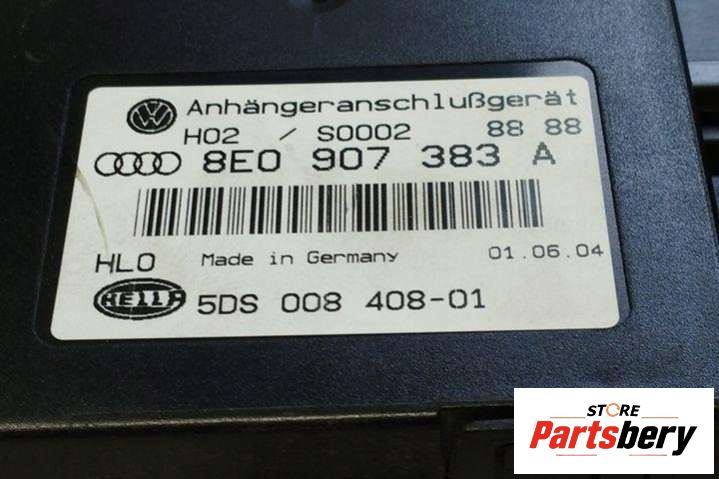 VW Anhängeranschlußgerät
H02 / S0002 88 88
8E0 907 383 A
HLO Made in Germany 01.06.04
HELLA 5DS 008 408-01
STORE
Partsbery